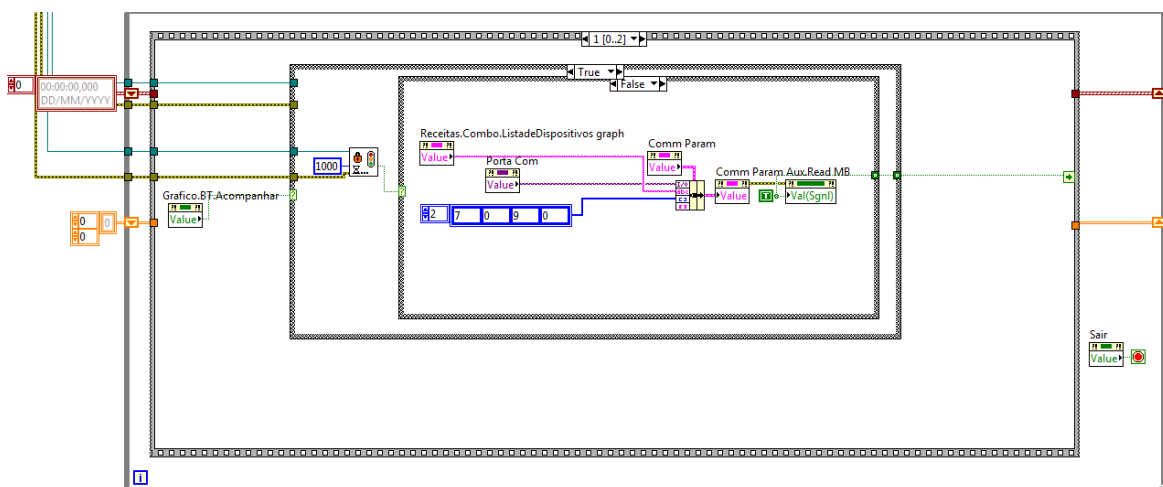 1 [0..2]
True
False
0
00:00:00,000
DD/MM/YYYY
Receitas.Combo.ListadeDispositivos graph
Value
Comm Param
Value
Porta Com
Value
1000
Comm Param
Value
Aux.Read MB
Val(Sgnl)
T
Grafico.BT.Acompanhar
Value
2
7 0 9 0
I/O
abc
0
0
0
Sair
Value
i